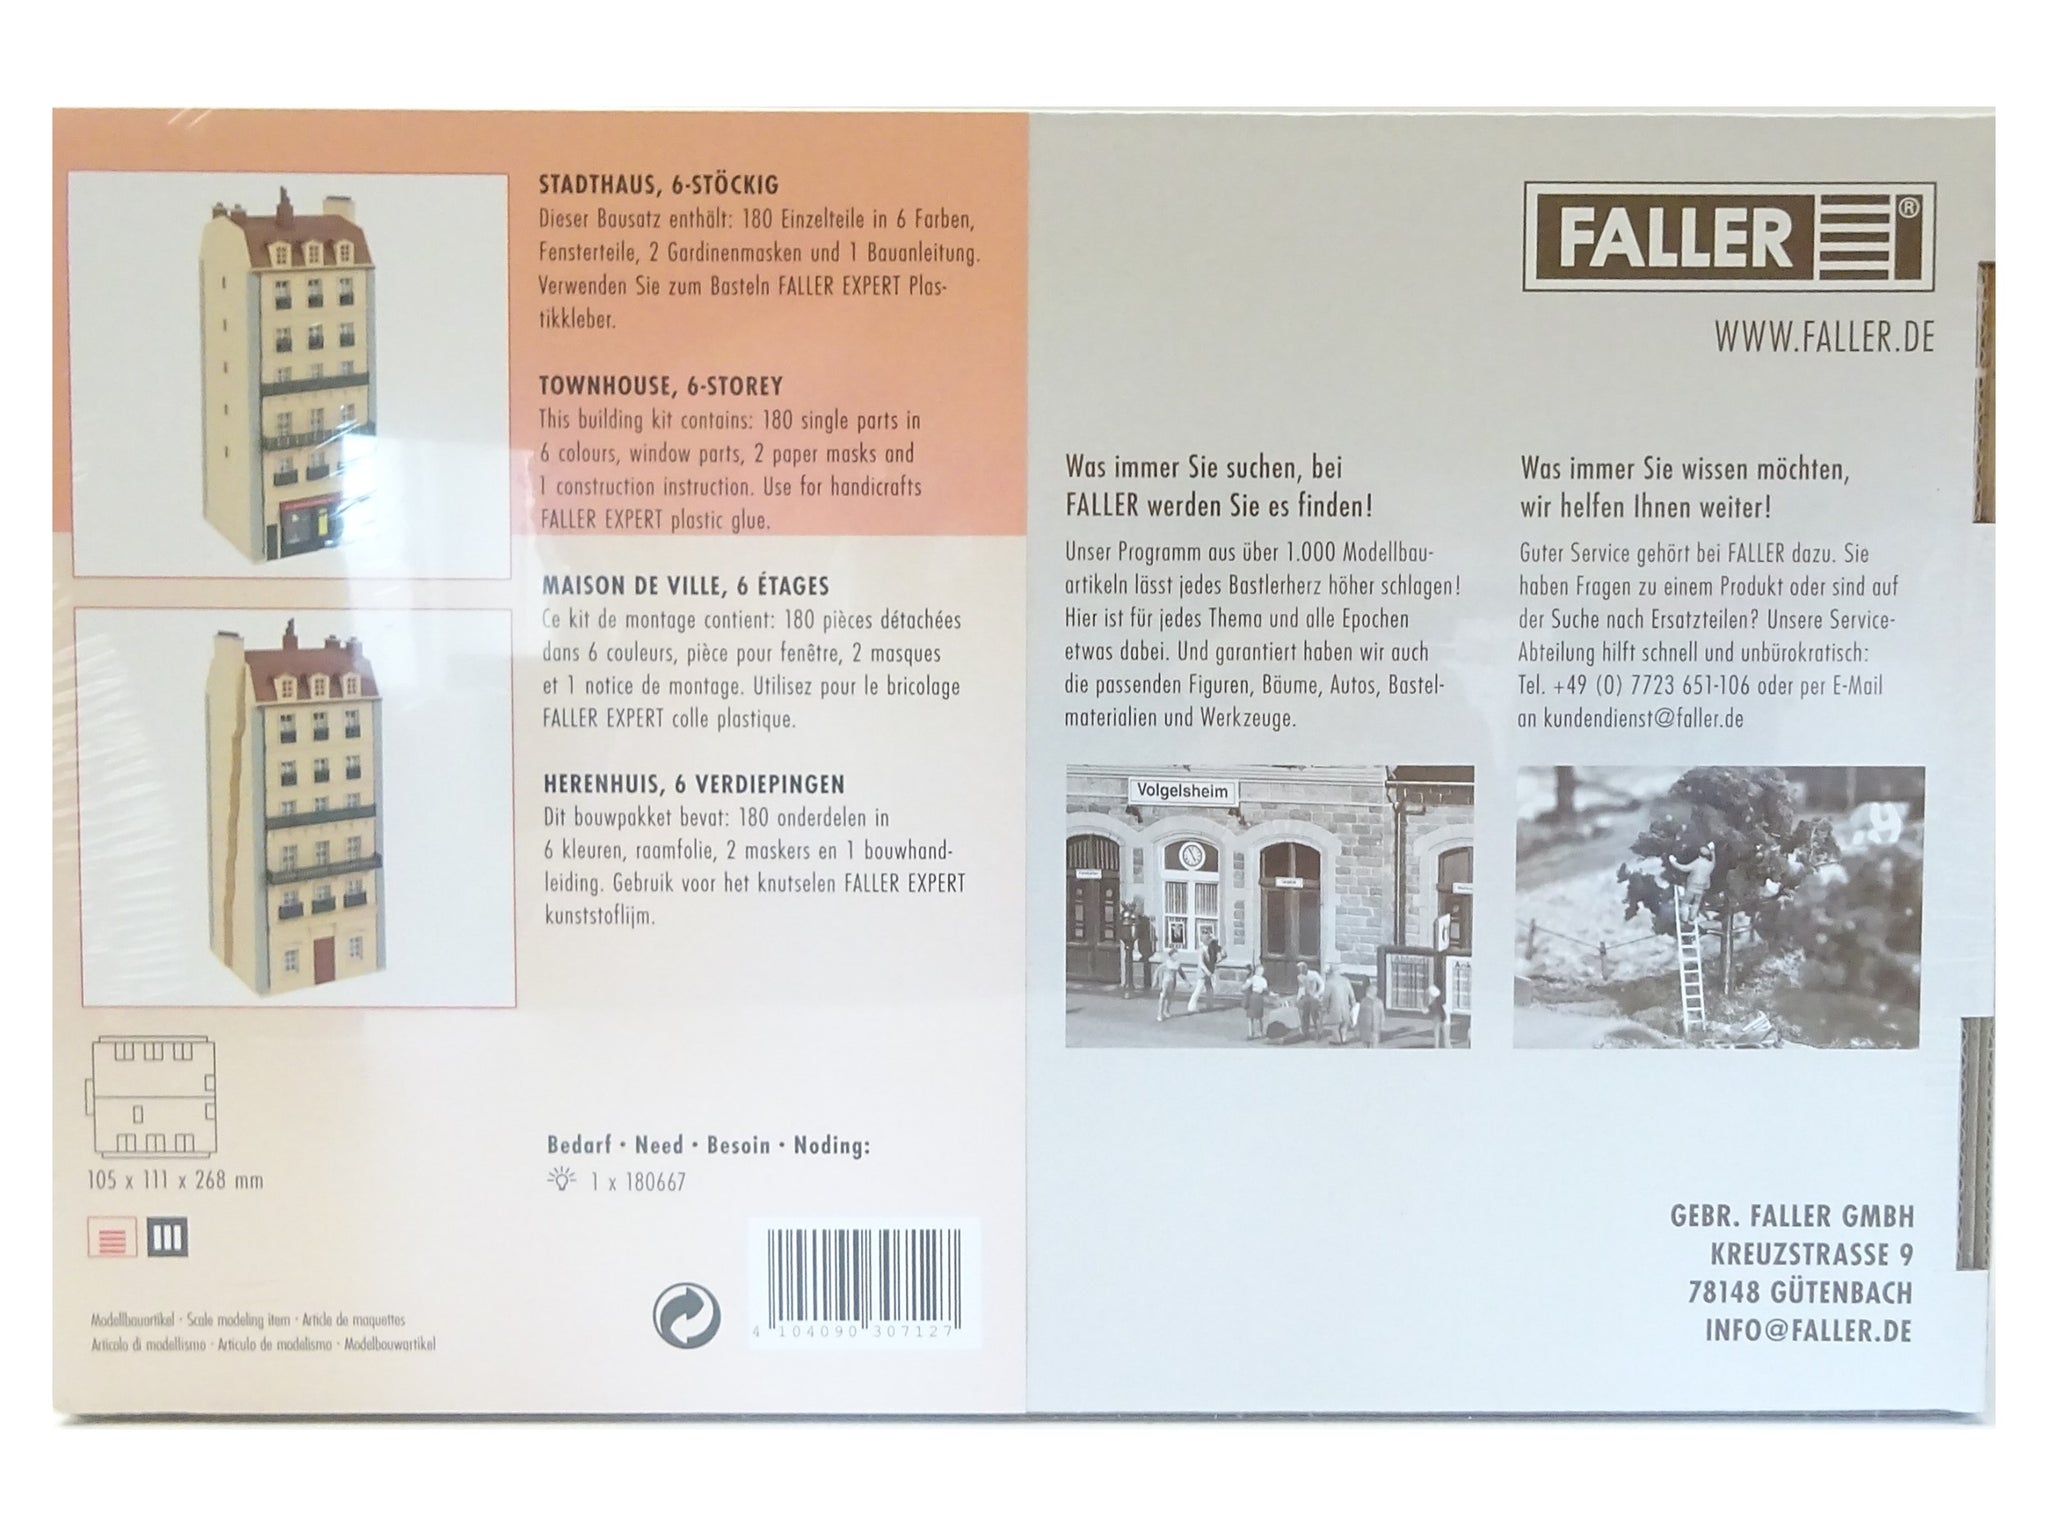 STADTHAUS, 6-STÖCKIG
Dieser Bausatz enthält: 180 Einzelteile in 6 Farben,
Fensterteile, 2 Gardinenmasken und 1 Bauanleitung.
Verwenden Sie zum Basteln FALLER EXPERT Plas-
tikkleber.
TOWNHOUSE, 6-STOREY
This building kit contains: 180 single parts in
6 colours, window parts, 2 paper masks and
1 construction instruction. Use for handicrafts
FALLER EXPERT plastic glue.
MAISON DE VILLE, 6 ÉTAGES
Ce kit de montage contient: 180 pièces détachées
dans 6 couleurs, pièce pour fenêtre, 2 masques
et 1 notice de montage. Utilisez pour le bricolage
FALLER EXPERT colle plastique.
HERENHUIS, 6 VERDIEPINGEN
Dit bouwpakket bevat: 180 onderdelen in
6 kleuren, raamfolie, 2 maskers en 1 bouwhand-
leiding. Gebruik voor het knutselen FALLER EXPERT
kunststoflijm.
105 x 111 x 268 mm
Bedarf · Need · Besoin · Noding:
1 x 180667
Modellbauartikel · Scale modeling item · Article de maquettes
Articolo di modellismo · Articulo de modelismo · Modelbouwartikel
4 104090 307127
FALLER ®
WWW.FALLER.DE
Was immer Sie suchen, bei
FALLER werden Sie es finden!
Unser Programm aus über 1.000 Modellbau-
artikeln lässt jedes Bastlerherz höher schlagen!
Hier ist für jedes Thema und alle Epochen
etwas dabei. Und garantiert haben wir auch
die passenden Figuren, Bäume, Autos, Bastel-
materialien und Werkzeuge.
Volgelsheim
Was immer Sie wissen möchten,
wir helfen Ihnen weiter!
Guter Service gehört bei FALLER dazu. Sie
haben Fragen zu einem Produkt oder sind auf
der Suche nach Ersatzteilen? Unsere Service-
Abteilung hilft schnell und unbürokratisch:
Tel. +49 (0) 7723 651-106 oder per E-Mail
an kundendienst@faller.de
GEBR. FALLER GMBH
KREUZSTRASSE 9
78148 GÜTENBACH
INFO@FALLER.DE